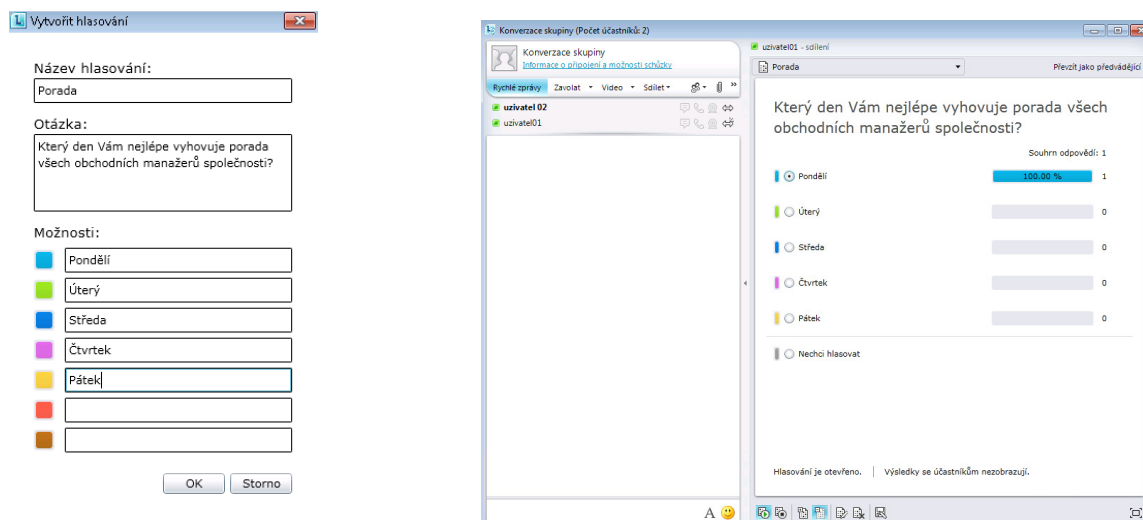 Vytvořit hlasování
Název hlasování:
Porada
Otázka:
Který den Vám nejlépe vyhovuje porada
všech obchodních manažerů společnosti?
Možnosti:
Pondělí
Úterý
Středa
Čtvrtek
Pátek
OK Storno
Konverzace skupiny (Počet účastníků: 2)
Konverzace skupiny
Informace o připojení a možnosti schůzky
Rychlé zprávy Zavolat Video Sdílet
uzivatel 02
uzivatel01
uzivatel01 - sdílení
Porada Převzít jako předvádějící
Který den Vám nejlépe vyhovuje porada všech
obchodních manažerů společnosti?
Souhrn odpovědí: 1
Pondělí 100.00 % 1
Úterý 0
Středa 0
Čtvrtek 0
Pátek 0
Nechci hlasovat
Hlasování je otevřeno. | Výsledky se účastníkům nezobrazují.
A